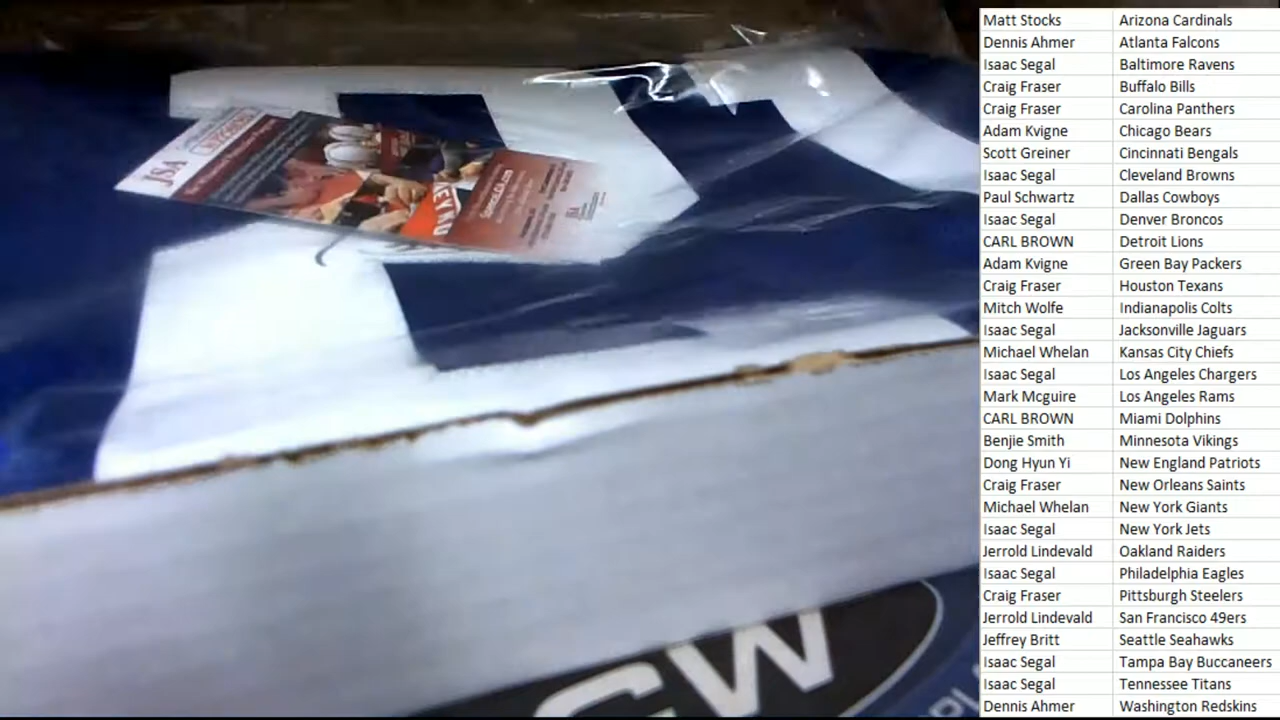 JSA
CW
PL
Matt Stocks Arizona Cardinals
Dennis Ahmer Atlanta Falcons
Isaac Segal Baltimore Ravens
Craig Fraser Buffalo Bills
Craig Fraser Carolina Panthers
Adam Kvigne Chicago Bears
Scott Greiner Cincinnati Bengals
Isaac Segal Cleveland Browns
Paul Schwartz Dallas Cowboys
Isaac Segal Denver Broncos
CARL BROWN Detroit Lions
Adam Kvigne Green Bay Packers
Craig Fraser Houston Texans
Mitch Wolfe Indianapolis Colts
Isaac Segal Jacksonville Jaguars
Michael Whelan Kansas City Chiefs
Isaac Segal Los Angeles Chargers
Mark Mcguire Los Angeles Rams
CARL BROWN Miami Dolphins
Benjie Smith Minnesota Vikings
Dong Hyun Yi New England Patriots
Craig Fraser New Orleans Saints
Michael Whelan New York Giants
Isaac Segal New York Jets
Jerrold Lindevald Oakland Raiders
Isaac Segal Philadelphia Eagles
Craig Fraser Pittsburgh Steelers
Jerrold Lindevald San Francisco 49ers
Jeffrey Britt Seattle Seahawks
Isaac Segal Tampa Bay Buccaneers
Isaac Segal Tennessee Titans
Dennis Ahmer Washington Redskins